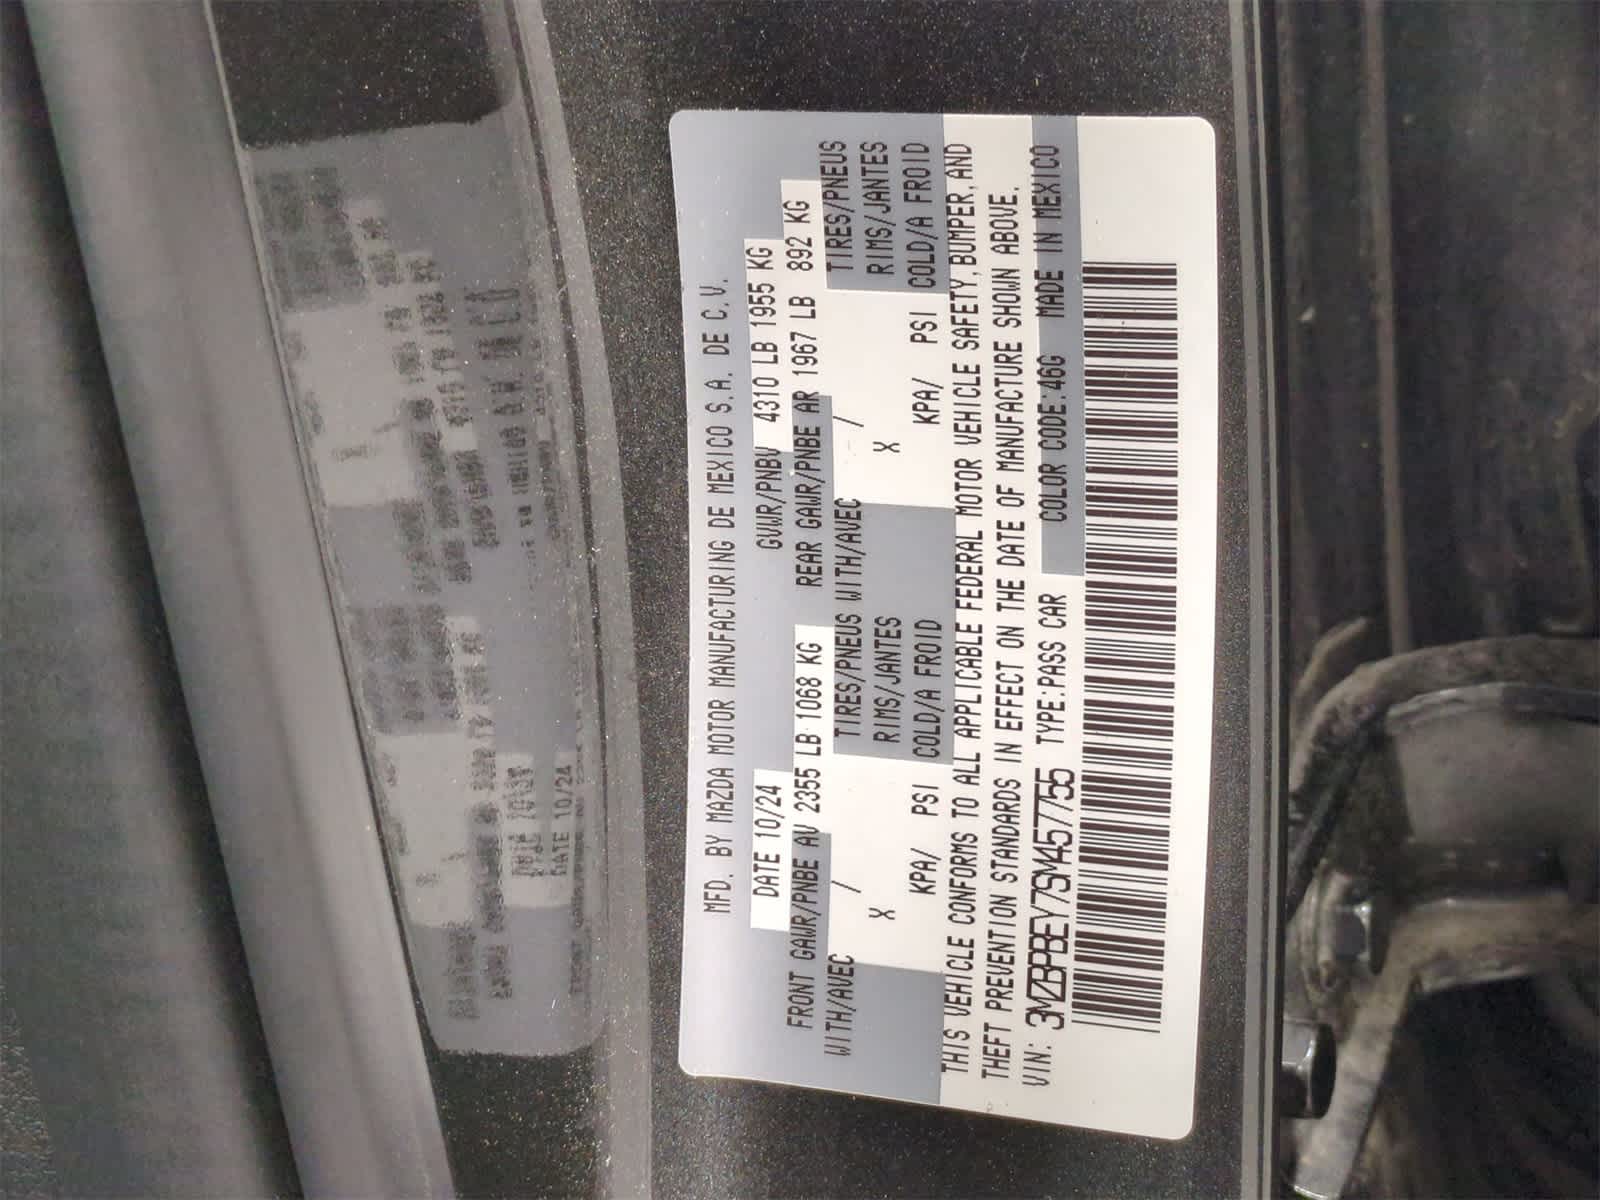 MFD. BY MAZDA MOTOR MANUFACTURING DE MEXICO S.A. DE C.V.
DATE 10/24 GVWR/PNBV 4310 LB 1955 KG
FRONT GAWR/PNBE AV 2355 LB 1068 KG REAR GAWR/PNBE AR 1967 LB 892 KG
WITH/AVEC / TIRES/PNEUS WITH/AVEC / TIRES/PNEUS
X RIMS/JANTES X RIMS/JANTES
KPA/ PSI COLD/A FROID KPA/ PSI COLD/A FROID
THIS VEHICLE CONFORMS TO ALL APPLICABLE FEDERAL MOTOR VEHICLE SAFETY, BUMPER, AND
THEFT PREVENTION STANDARDS IN EFFECT ON THE DATE OF MANUFACTURE SHOWN ABOVE.
VIN: 3MZBPBEY7SM457755 TYPE:PASS CAR COLOR CODE:46G MADE IN MEXICO
DATE 10/24